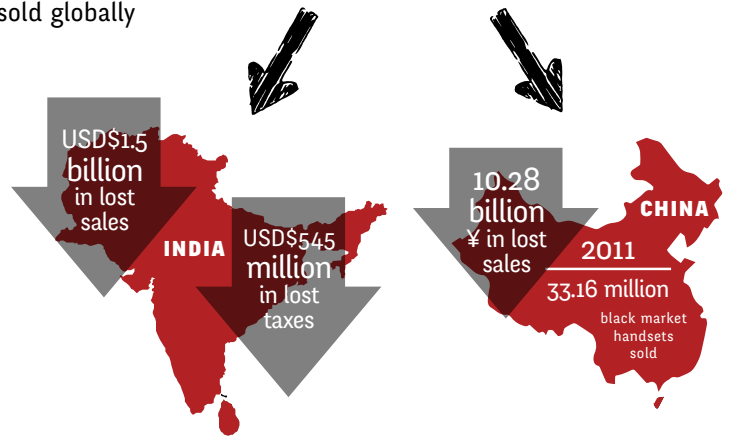 sold globally
USD$1.5
billion
in lost
sales
INDIA
USD$545
million
in lost
taxes
10.28
billion
¥ in lost
sales
CHINA
2011
33.16 million
black market
handsets
sold